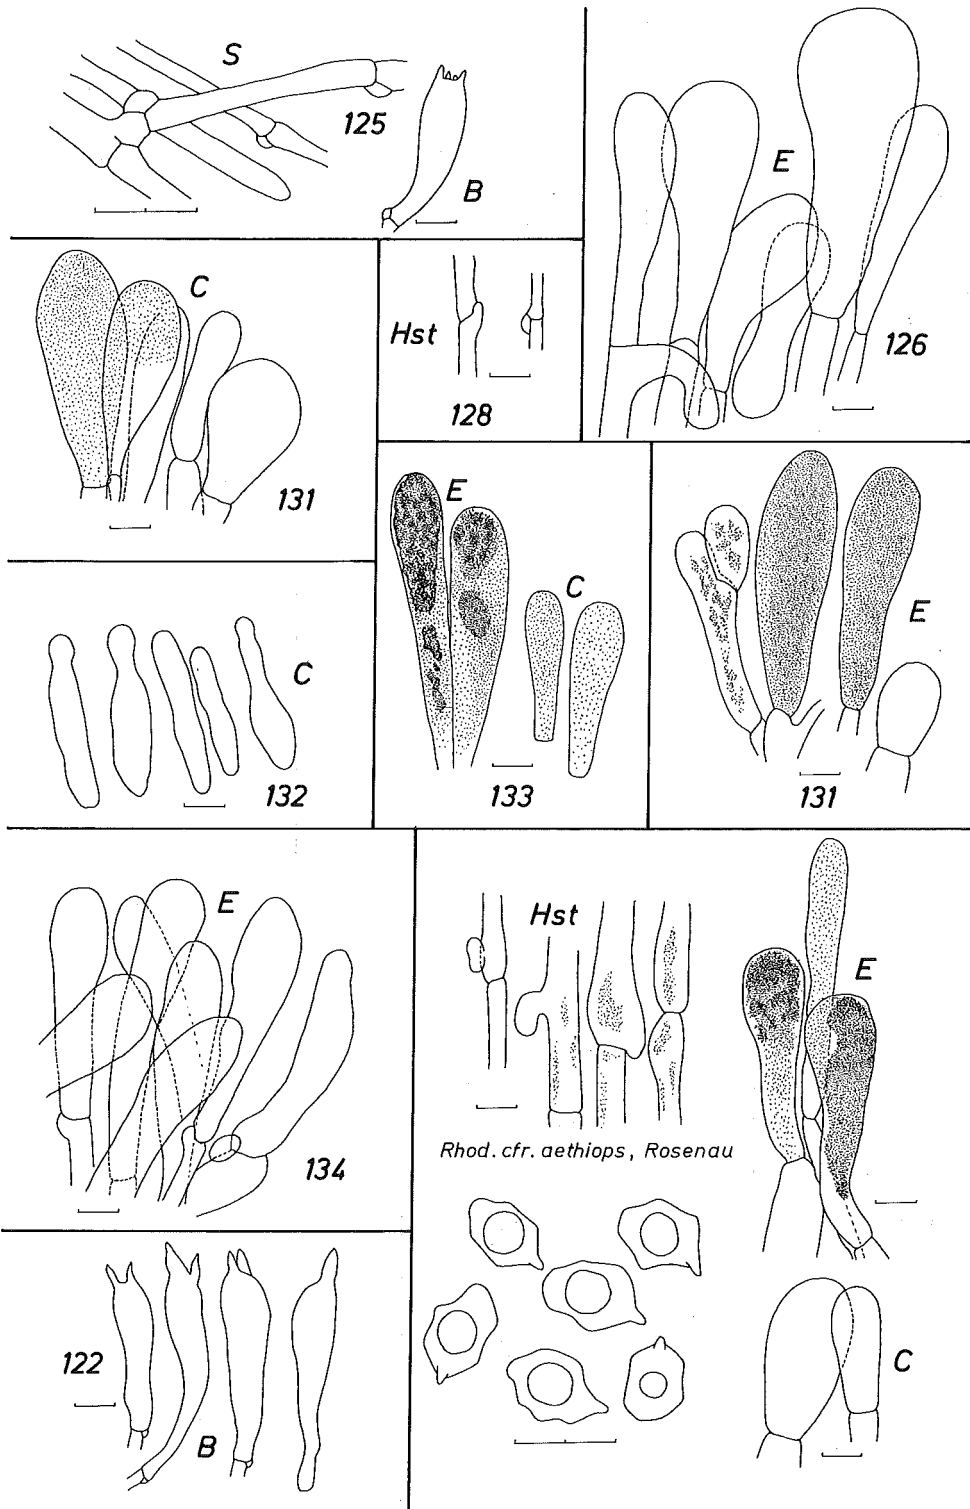 S
125
B
E
126
C
131
Hst
128
E
C
133
E
131
C
132
E
134
Hst
E
Rhod. cfr. aethiops, Rosenau
C
122
B